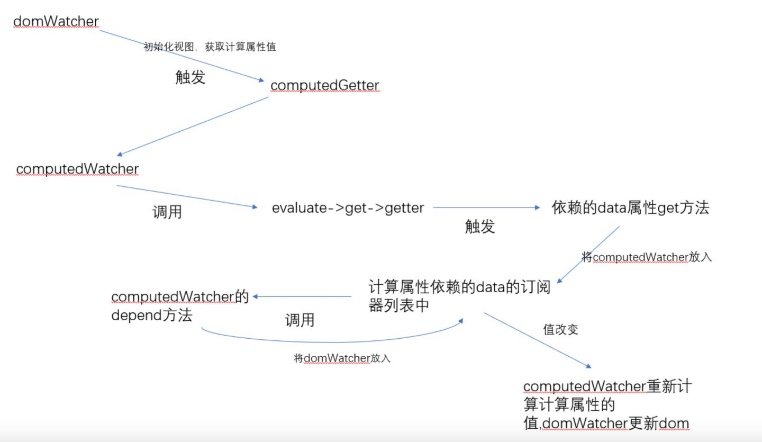 domWatcher
初始化视图、获取计算属性值
触发
computedGetter
computedWatcher
调用
evaluate->get->getter
触发
依赖的data属性get方法
将computedWatcher放入
计算属性依赖的data的订阅
器列表中
computedWatcher的
depend方法
调用
将domWatcher放入
值改变
computedWatcher重新计
算计算属性的
值,domWatcher更新dom